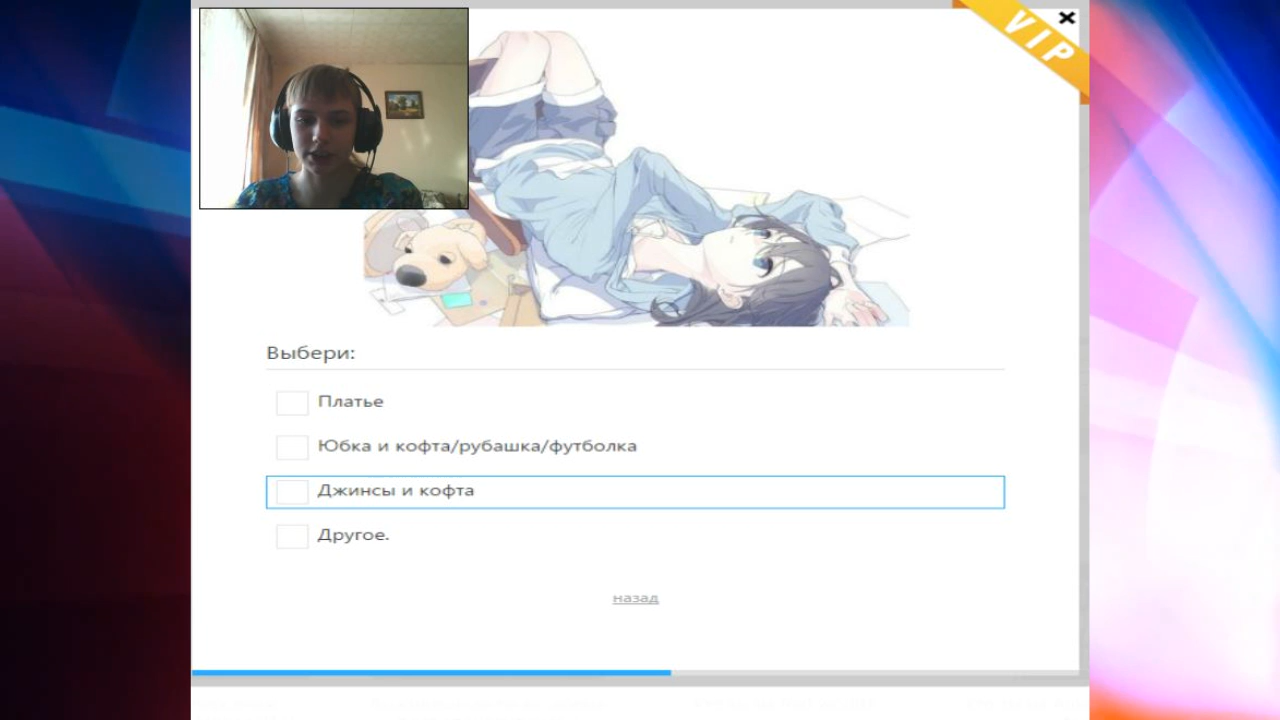 VIP
Выбери:
Платье
Юбка и кофта/рубашка/футболка
Джинсы и кофта
Другое.
назад